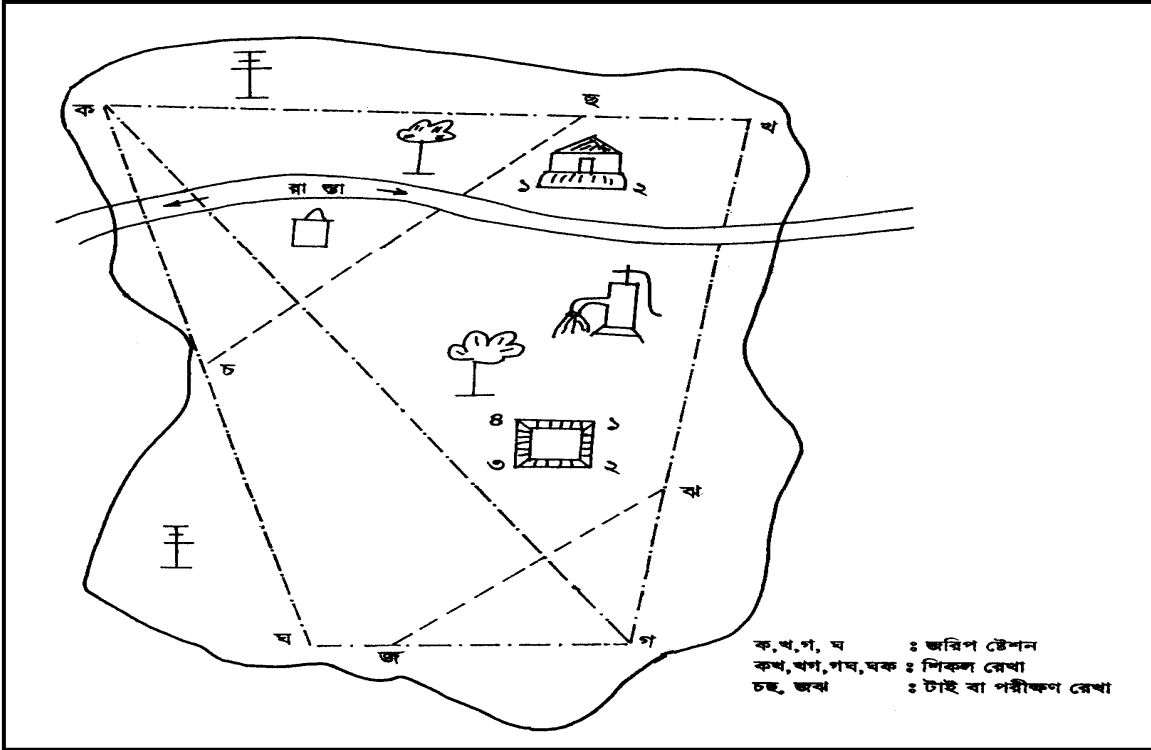 ক
ছ
খ
রাস্তা
১ ২
চ
৪ ১
৩ ২
ঝ
ঘ
জ
গ
ক,খ,গ, ঘ : জরিপ ষ্টেশন
কখ,খগ,গঘ,ঘক : শিকল রেখা
চছ, জঝ : টাই বা পরীক্ষণ রেখা